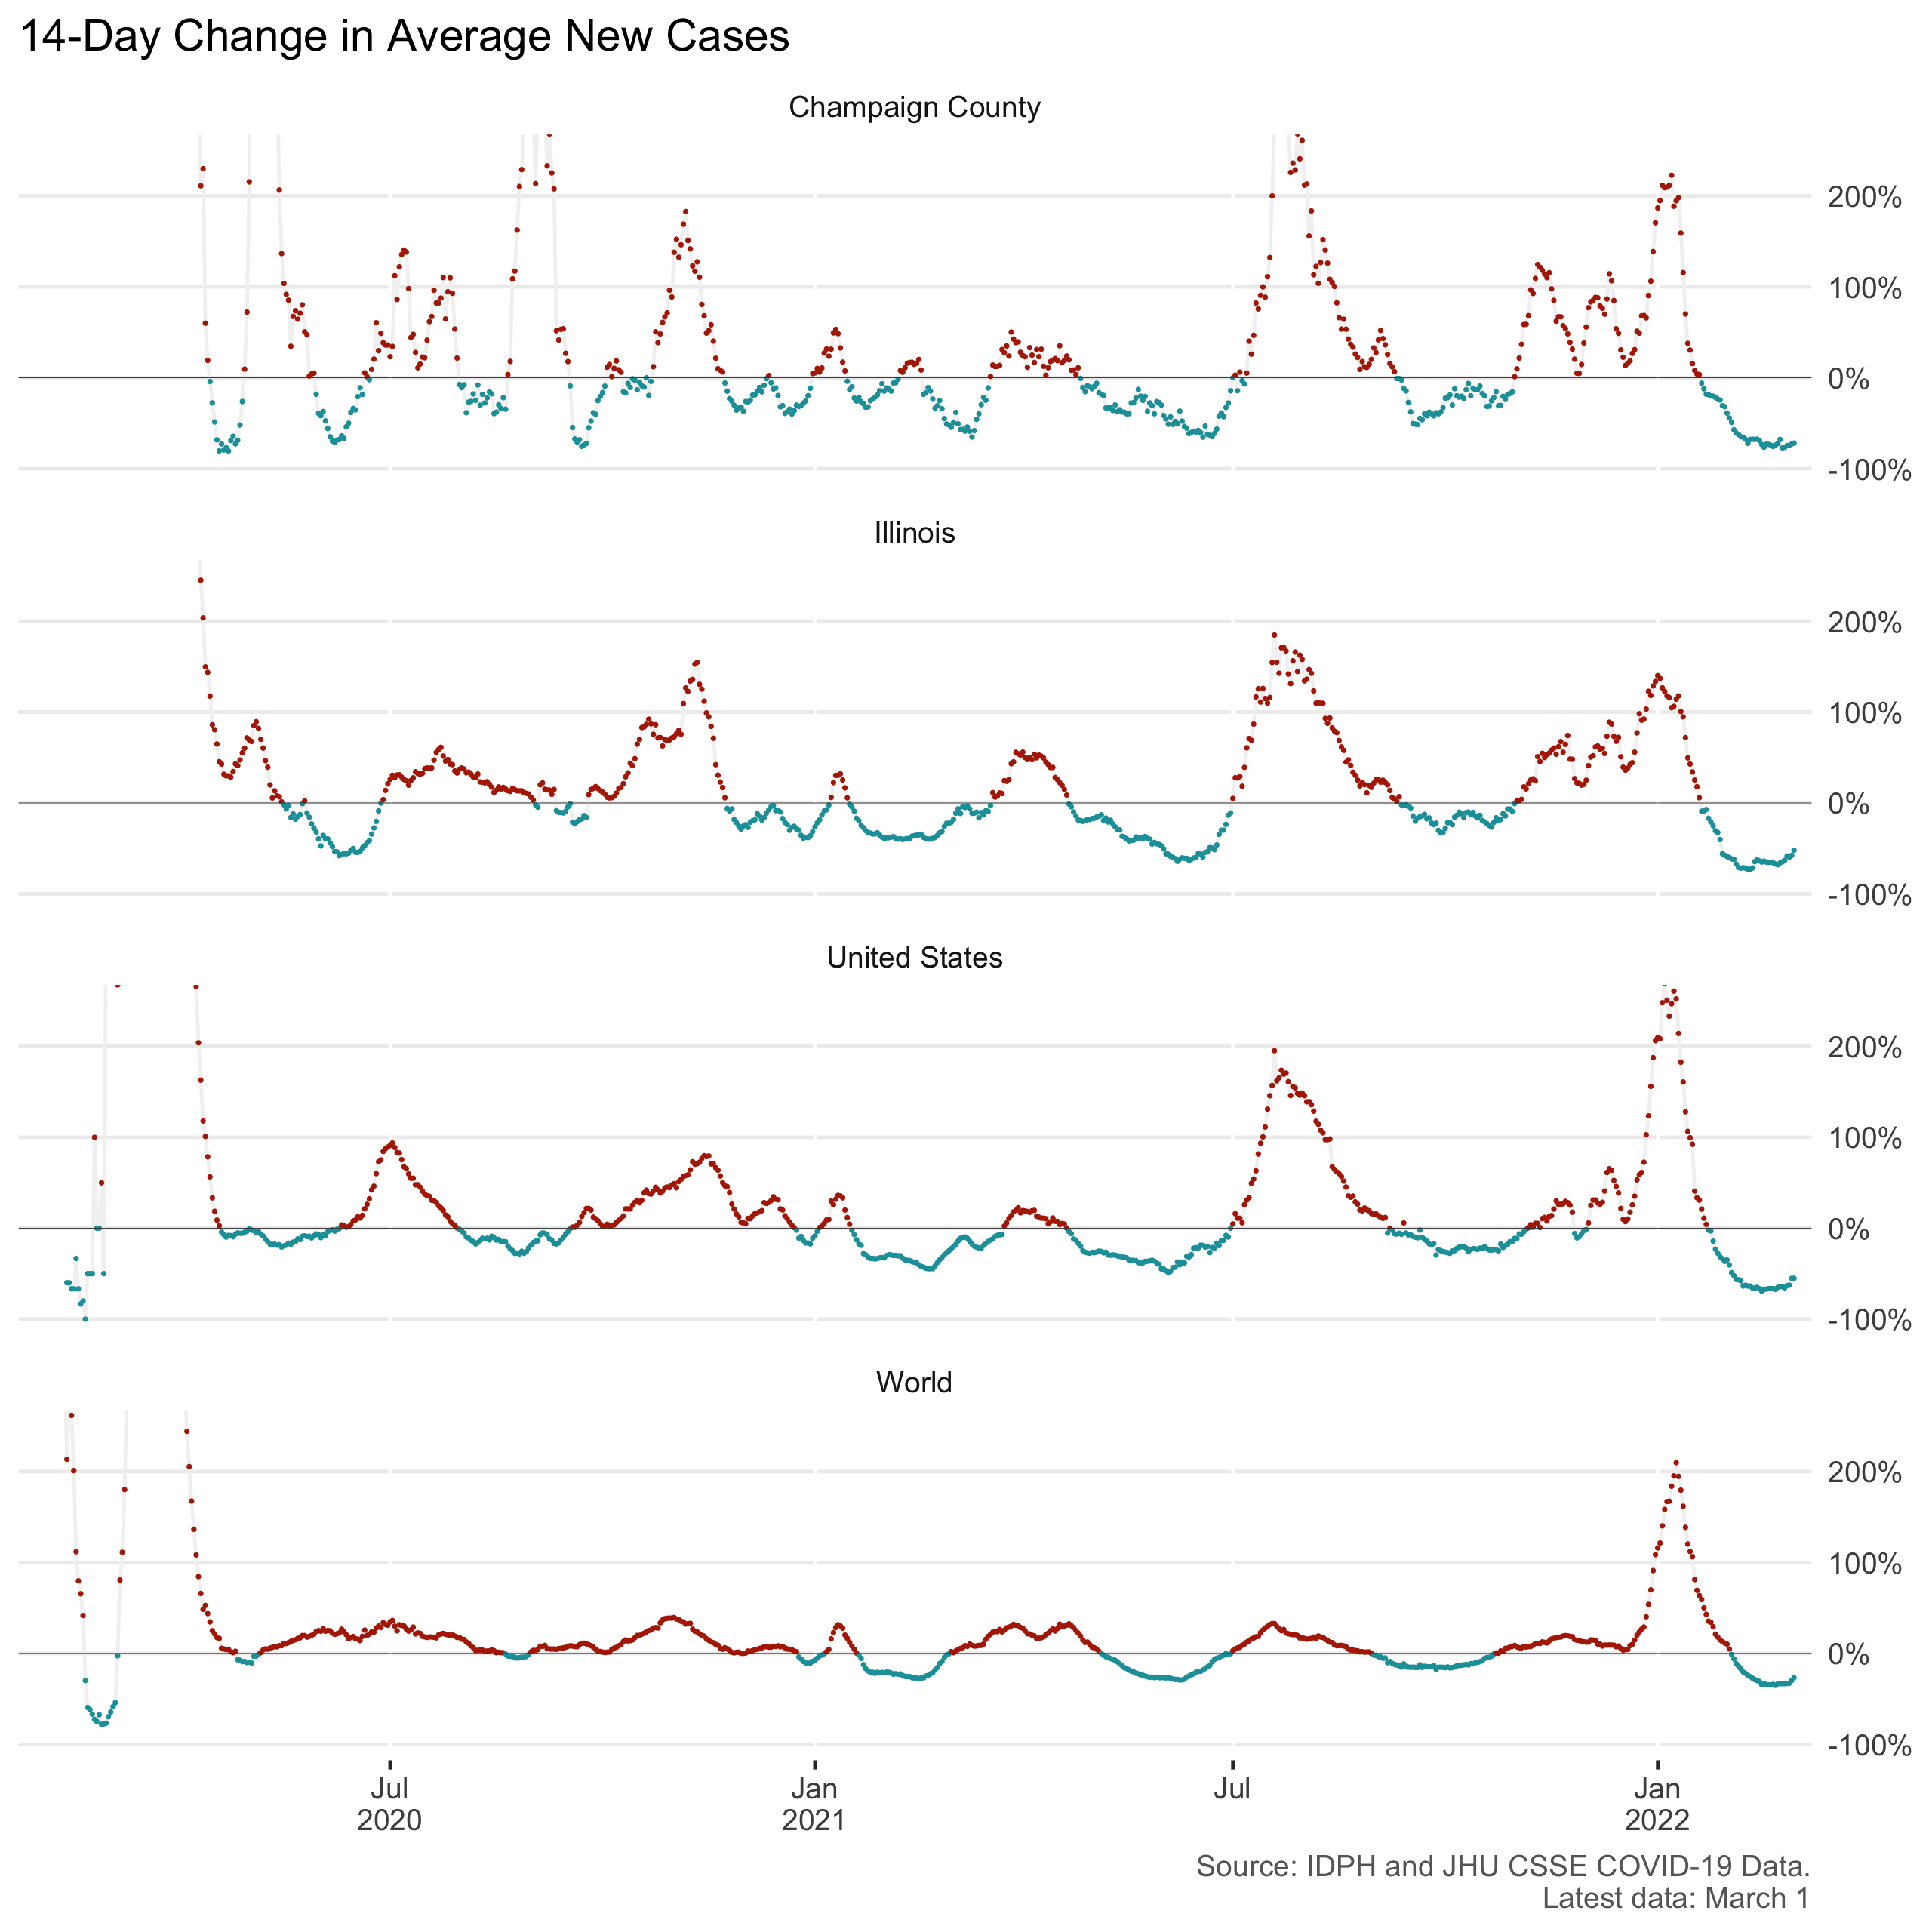 14-Day Change in Average New Cases
Champaign County
200%
100%
0%
-100%
Illinois
200%
100%
0%
-100%
United States
200%
100%
0%
-100%
World
200%
100%
0%
-100%
Jul Jan Jul Jan
2020 2021 2022
Source: IDPH and JHU CSSE COVID-19 Data.
Latest data: March 1